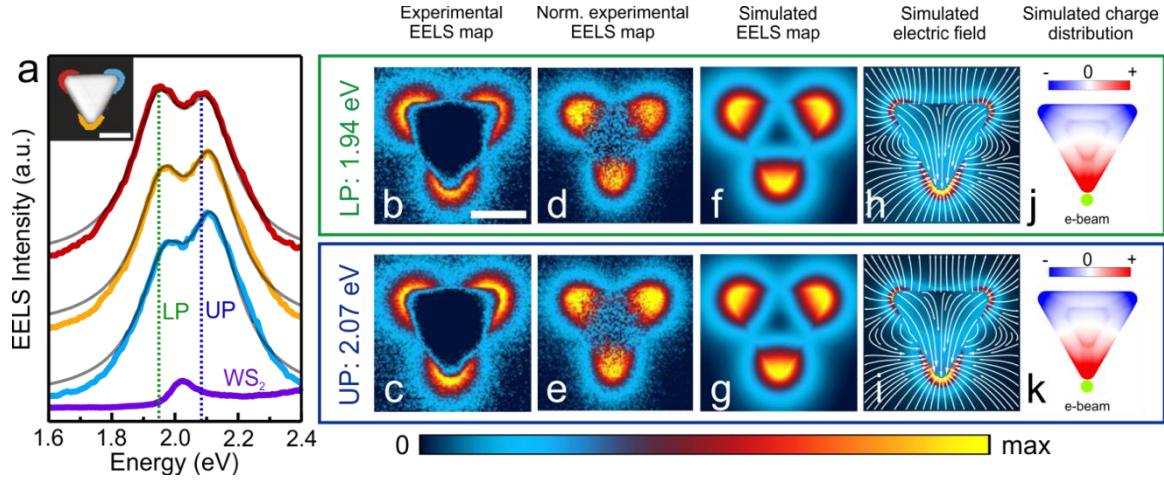 Experimental
EELS map
Norm. experimental
EELS map
Simulated
EELS map
Simulated
electric field
Simulated charge
distribution
a
EELS Intensity (a.u.)
LP
UP
WS₂
1.6 1.8 2.0 2.2 2.4
Energy (eV)
LP: 1.94 eV
b
d
f
h
- 0 +
e-beam
j
UP: 2.07 eV
c
e
g
i
- 0 +
e-beam
k
0
max